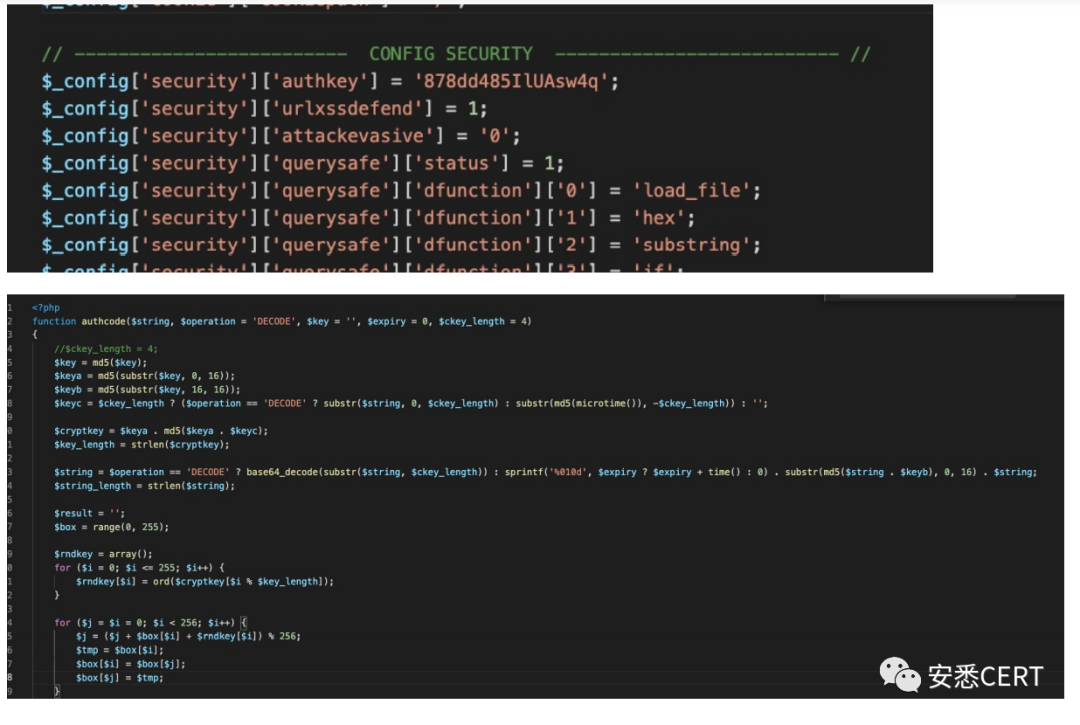 // ------------------------- CONFIG SECURITY -------------------------- //
$_config['security']['authkey'] = '878dd485IlUAsw4q';
$_config['security']['urlxssdefend'] = 1;
$_config['security']['attackevasive'] = '0';
$_config['security']['querysafe']['status'] = 1;
$_config['security']['querysafe']['dfunction']['0'] = 'load_file';
$_config['security']['querysafe']['dfunction']['1'] = 'hex';
$_config['security']['querysafe']['dfunction']['2'] = 'substring';
$_config['security']['querysafe']['dfunction']['3'] = 'if';
1 <?php
2 function authcode($string, $operation = 'DECODE', $key = '', $expiry = 0, $ckey_length = 4)
3 {
4 //$ckey_length = 4;
5 $key = md5($key);
6 $keya = md5(substr($key, 0, 16));
7 $keyb = md5(substr($key, 16, 16));
8 $keyc = $ckey_length ? ($operation == 'DECODE' ? substr($string, 0, $ckey_length) : substr(md5(microtime()), -$ckey_length)) : '';
9
0 $cryptkey = $keya . md5($keya . $keyc);
1 $key_length = strlen($cryptkey);
2
3 $string = $operation == 'DECODE' ? base64_decode(substr($string, $ckey_length)) : sprintf('%010d', $expiry ? $expiry + time() : 0) . substr(md5($string . $keyb), 0, 16) . $string;
4 $string_length = strlen($string);
5
6 $result = '';
7 $box = range(0, 255);
8
9 $rndkey = array();
0 for ($i = 0; $i <= 255; $i++) {
1 $rndkey[$i] = ord($cryptkey[$i % $key_length]);
2 }
3
4 for ($j = $i = 0; $i < 256; $i++) {
5 $j = ($j + $box[$i] + $rndkey[$i]) % 256;
6 $tmp = $box[$i];
7 $box[$i] = $box[$j];
8 $box[$j] = $tmp;
9 }
安悉CERT